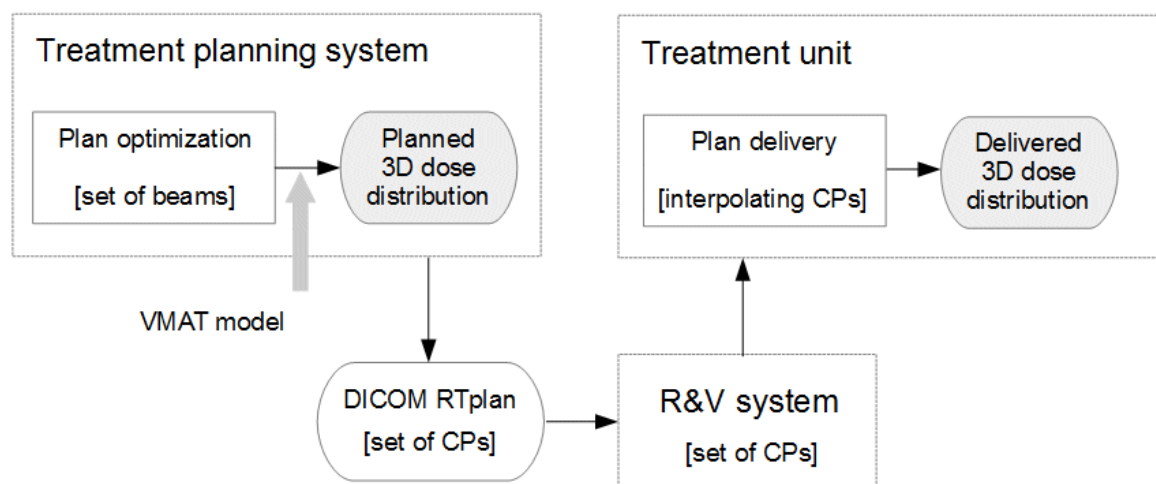 Treatment planning system
Plan optimization
[set of beams]
Planned
3D dose
distribution
VMAT model
DICOM RTplan
[set of CPs]
R&V system
[set of CPs]
Treatment unit
Plan delivery
[interpolating CPs]
Delivered
3D dose
distribution